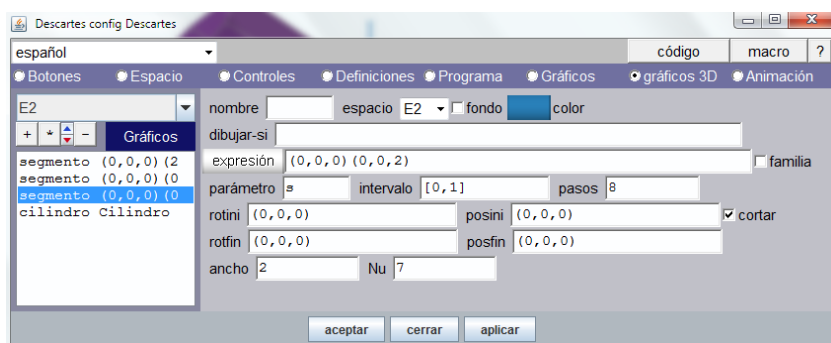 Descartes config Descartes
español código macro ?
Botones Espacio Controles Definiciones Programa Gráficos gráficos 3D Animación
E2 nombre espacio E2 fondo color
+ * - Gráficos dibujar-si
segmento (0,0,0)(2 expresión (0,0,0)(0,0,2) familia
segmento (0,0,0)(0 parámetro s intervalo [0,1] pasos 8
segmento (0,0,0)(0 rotini (0,0,0) posini (0,0,0) cortar
cilindro Cilindro
rotfin (0,0,0) posfin (0,0,0)
ancho 2 Nu 7
aceptar cerrar aplicar